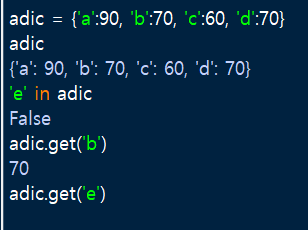 adic = {'a':90, 'b':70, 'c':60, 'd':70}
adic
{'a': 90, 'b': 70, 'c': 60, 'd': 70}
'e' in adic
False
adic.get('b')
70
adic.get('e')